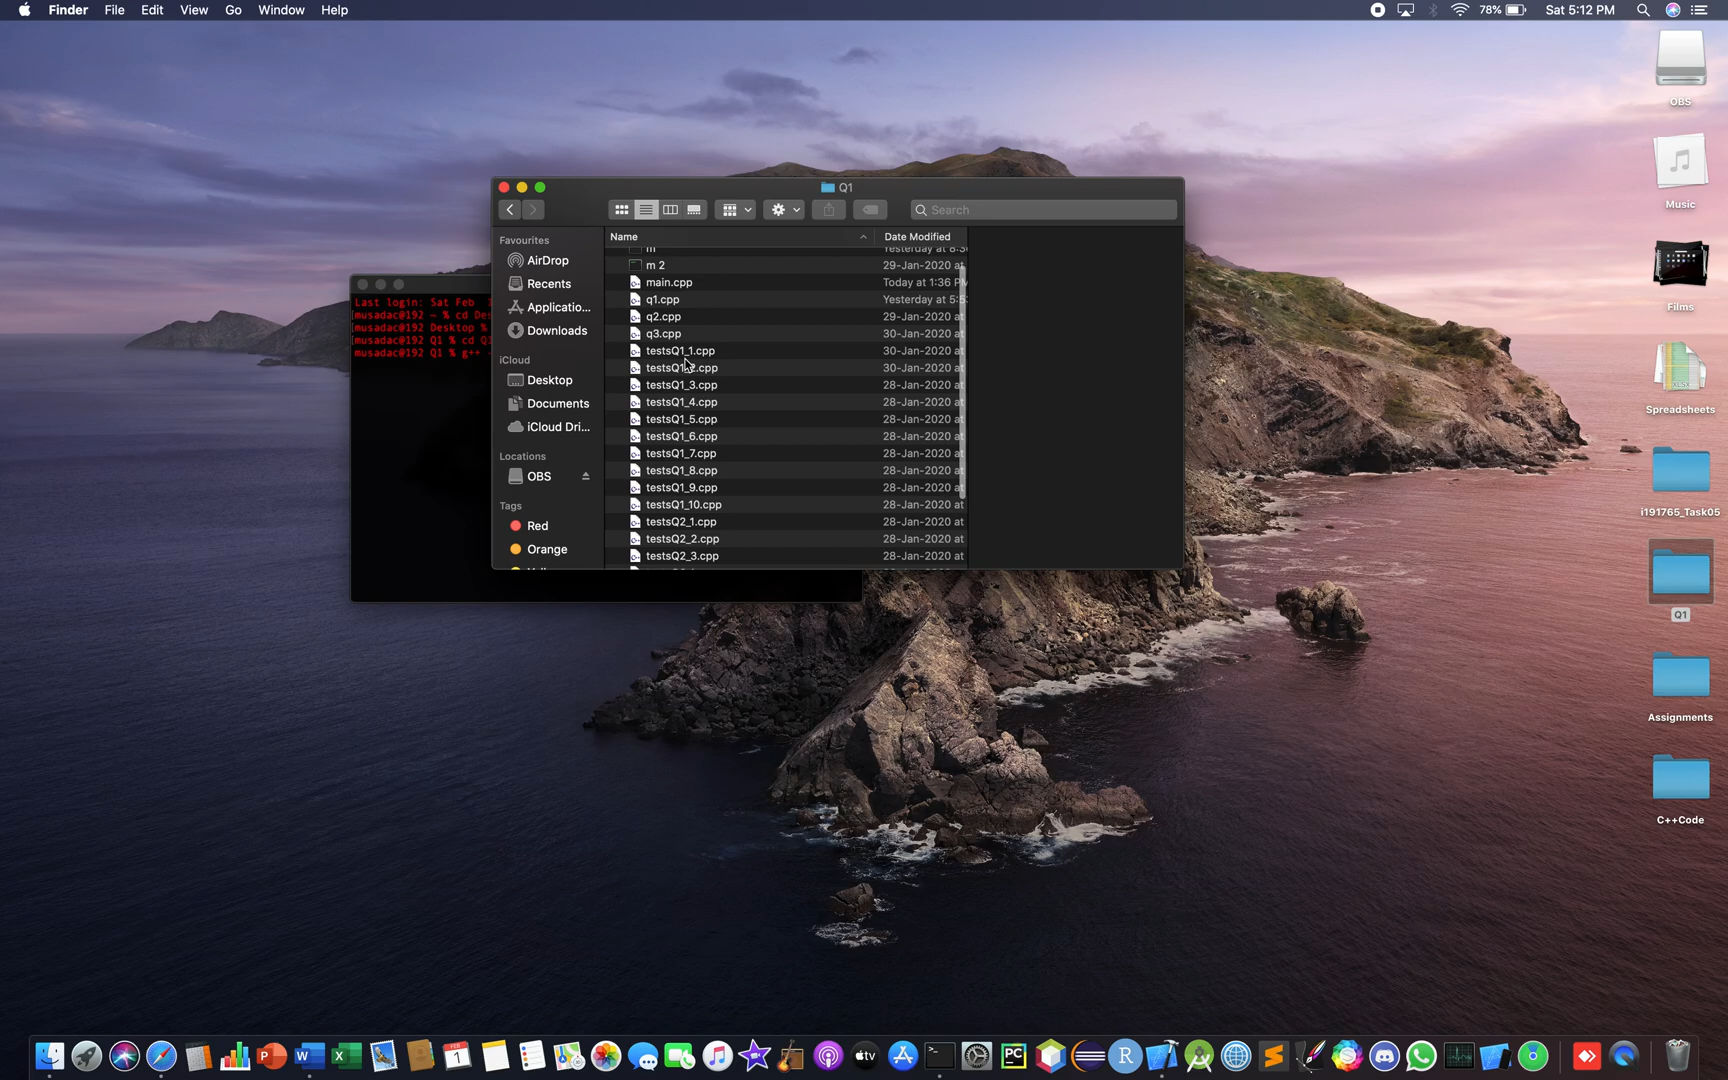 Finder File Edit View Go Window Help
78% Sat 5:12 PM
OBS
Music
Films
Spreadsheets
i191765_Task05
Q1
Assignments
C++Code
Q1
Search
Favourites
AirDrop
Recents
Applicatio...
Downloads
iCloud
Desktop
Documents
iCloud Dri...
Locations
OBS
Tags
Red
Orange
Name Date Modified
m Yesterday at
m 2 29-Jan-2020 at
main.cpp Today at 1:36 PM
q1.cpp Yesterday at
q2.cpp 29-Jan-2020 at
q3.cpp 30-Jan-2020 at
testsQ1_1.cpp 30-Jan-2020 at
testsQ1_2.cpp 30-Jan-2020 at
testsQ1_3.cpp 28-Jan-2020 at
testsQ1_4.cpp 28-Jan-2020 at
testsQ1_5.cpp 28-Jan-2020 at
testsQ1_6.cpp 28-Jan-2020 at
testsQ1_7.cpp 28-Jan-2020 at
testsQ1_8.cpp 28-Jan-2020 at
testsQ1_9.cpp 28-Jan-2020 at
testsQ1_10.cpp 28-Jan-2020 at
testsQ2_1.cpp 28-Jan-2020 at
testsQ2_2.cpp 28-Jan-2020 at
testsQ2_3.cpp 28-Jan-2020 at
Last login: Sat Feb
[musadac@192 ~ % cd Des
[musadac@192 Desktop %
[musadac@192 Q1 % cd Q1
musadac@192 Q1 % g++
tv
PC
R